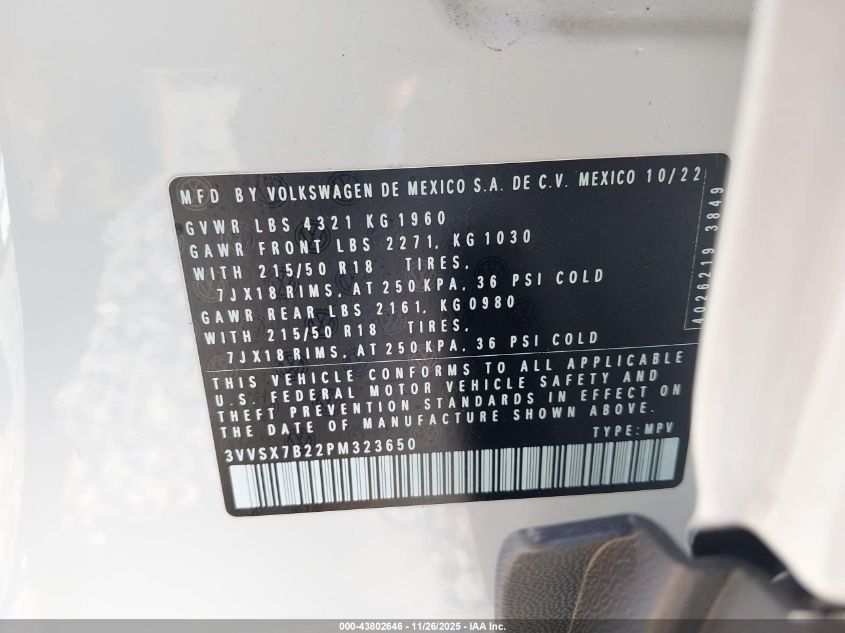 MFD BY VOLKSWAGEN DE MEXICO S.A. DE C.V. MEXICO 10/22
GVWR LBS 4321 KG 1960
GAWR FRONT LBS 2271, KG 1030
WITH 215/50 R18 TIRES,
7JX18 RIMS, AT 250 KPA, 36 PSI COLD
GAWR REAR LBS 2161, KG 0980
WITH 215/50 R18 TIRES,
7JX18 RIMS, AT 250 KPA, 36 PSI COLD
4026219 3849
THIS VEHICLE CONFORMS TO ALL APPLICABLE
U.S. FEDERAL MOTOR VEHICLE SAFETY AND
THEFT PREVENTION STANDARDS IN EFFECT ON
THE DATE OF MANUFACTURE SHOWN ABOVE.
3VVSX7B22PM323650 TYPE: MPV
000-43802646 - 11/26/2025 - IAA Inc.